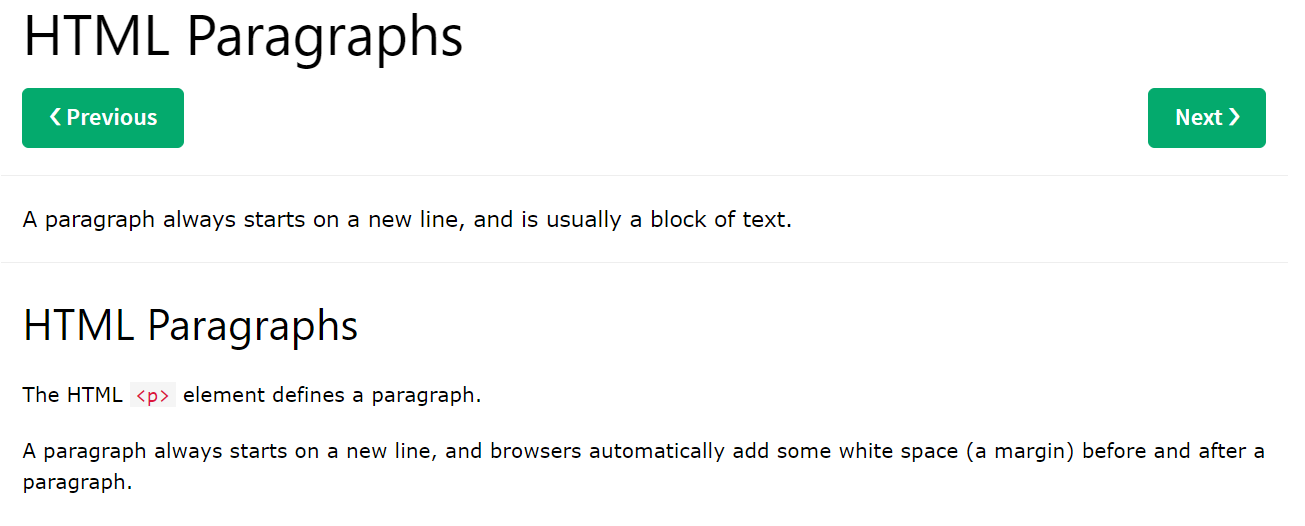 HTML Paragraphs
❮ Previous
Next ❯
A paragraph always starts on a new line, and is usually a block of text.
HTML Paragraphs
The HTML <p> element defines a paragraph.
A paragraph always starts on a new line, and browsers automatically add some white space (a margin) before and after a
paragraph.